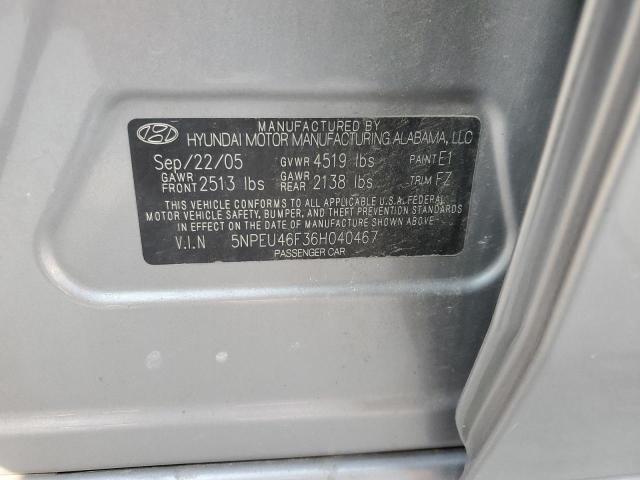 MANUFACTURED BY
HYUNDAI MOTOR MANUFACTURING ALABAMA, LLC
Sep/22/05 GVWR 4519 lbs PAINT E1
GAWR FRONT 2513 lbs GAWR REAR 2138 lbs TRIM FZ
THIS VEHICLE CONFORMS TO ALL APPLICABLE U.S.A. FEDERAL
MOTOR VEHICLE SAFETY, BUMPER, AND THEFT PREVENTION
STANDARDS IN EFFECT ON THE DATE OF MANUFACTURE SHOWN ABOVE.
V.I.N 5NPEU46F36H040467
PASSENGER CAR